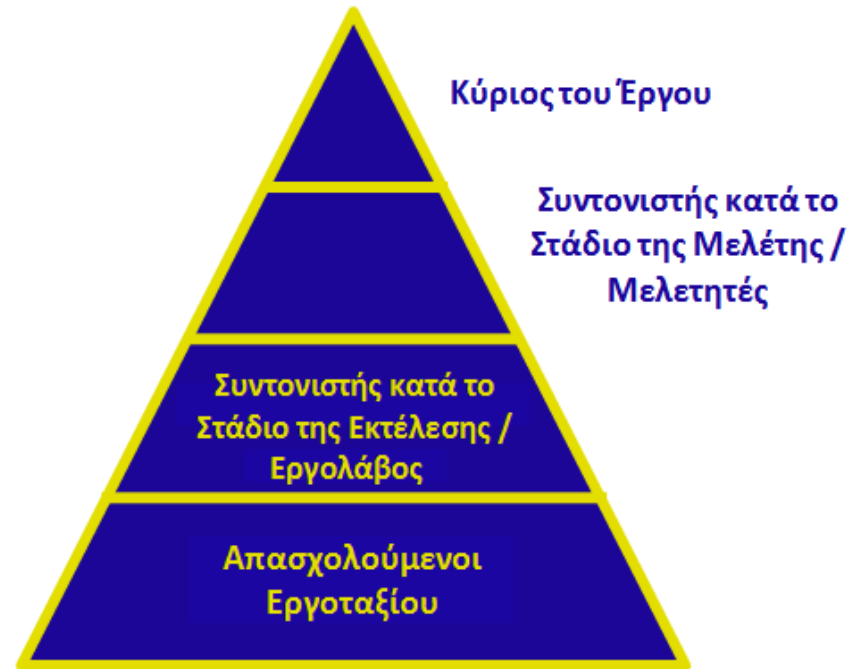 Κύριος του Έργου
Συντονιστής κατά το
Στάδιο της Μελέτης /
Μελετητές
Συντονιστής κατά το
Στάδιο της Εκτέλεσης /
Εργολάβος
Απασχολούμενοι
Εργοταξίου